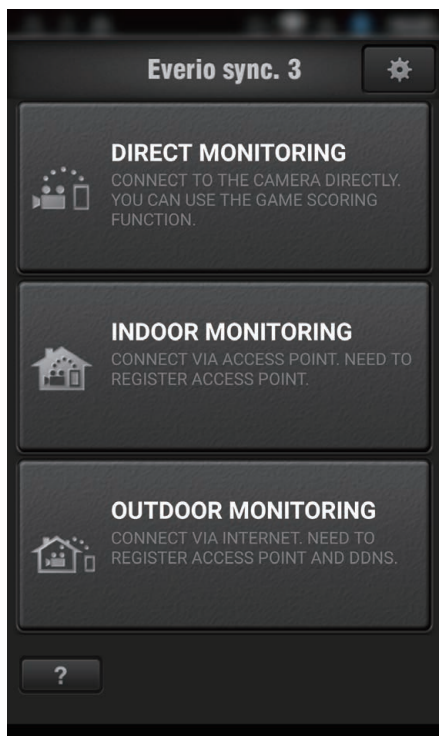 Everio sync. 3
DIRECT MONITORING
CONNECT TO THE CAMERA DIRECTLY.
YOU CAN USE THE GAME SCORING
FUNCTION.
INDOOR MONITORING
CONNECT VIA ACCESS POINT. NEED TO
REGISTER ACCESS POINT.
OUTDOOR MONITORING
CONNECT VIA INTERNET. NEED TO
REGISTER ACCESS POINT AND DDNS.
?